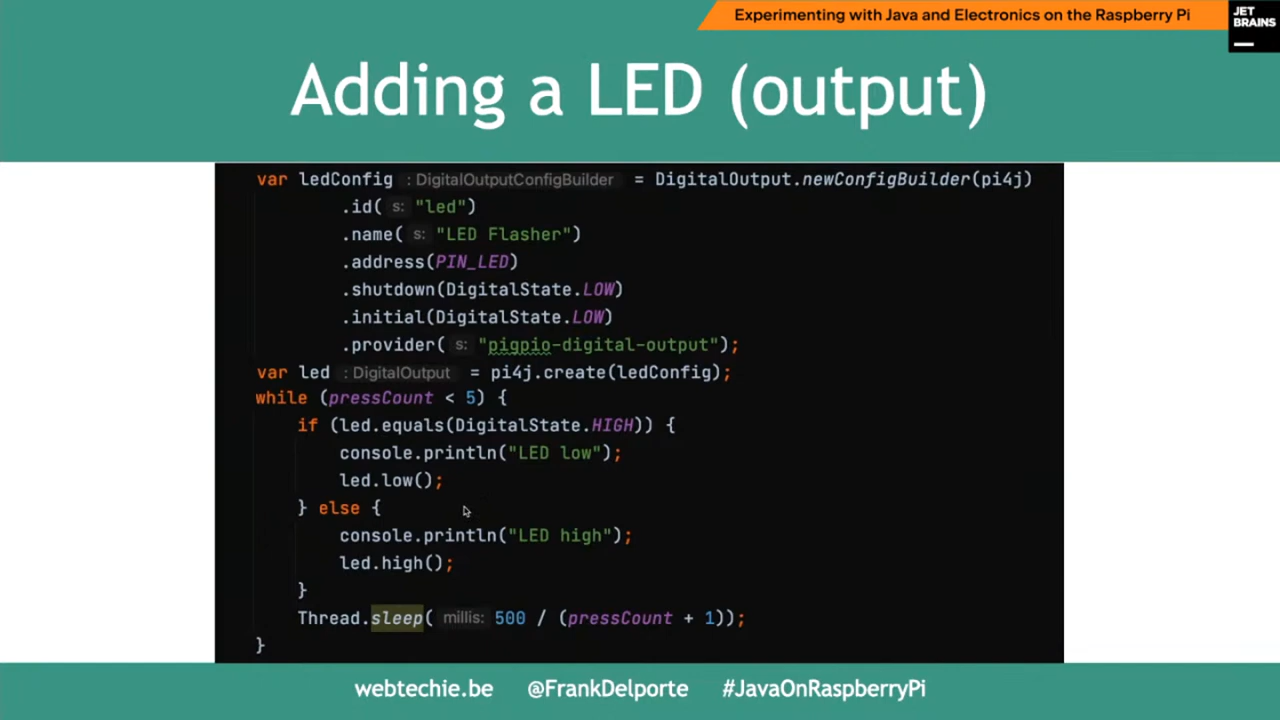 Experimenting with Java and Electronics on the Raspberry Pi
JET
BRAINS
Adding a LED (output)
var ledConfig : DigitalOutputConfigBuilder = DigitalOutput.newConfigBuilder(pi4j)
.id( s: "led")
.name( s: "LED Flasher")
.address(PIN_LED)
.shutdown(DigitalState.LOW)
.initial(DigitalState.LOW)
.provider( s: "pigpio-digital-output");
var led : DigitalOutput = pi4j.create(ledConfig);
while (pressCount < 5) {
if (led.equals(DigitalState.HIGH)) {
console.println("LED low");
led.low();
} else {
console.println("LED high");
led.high();
}
Thread.sleep( millis: 500 / (pressCount + 1));
}
webtechie.be @FrankDelporte #JavaOnRaspberryPi